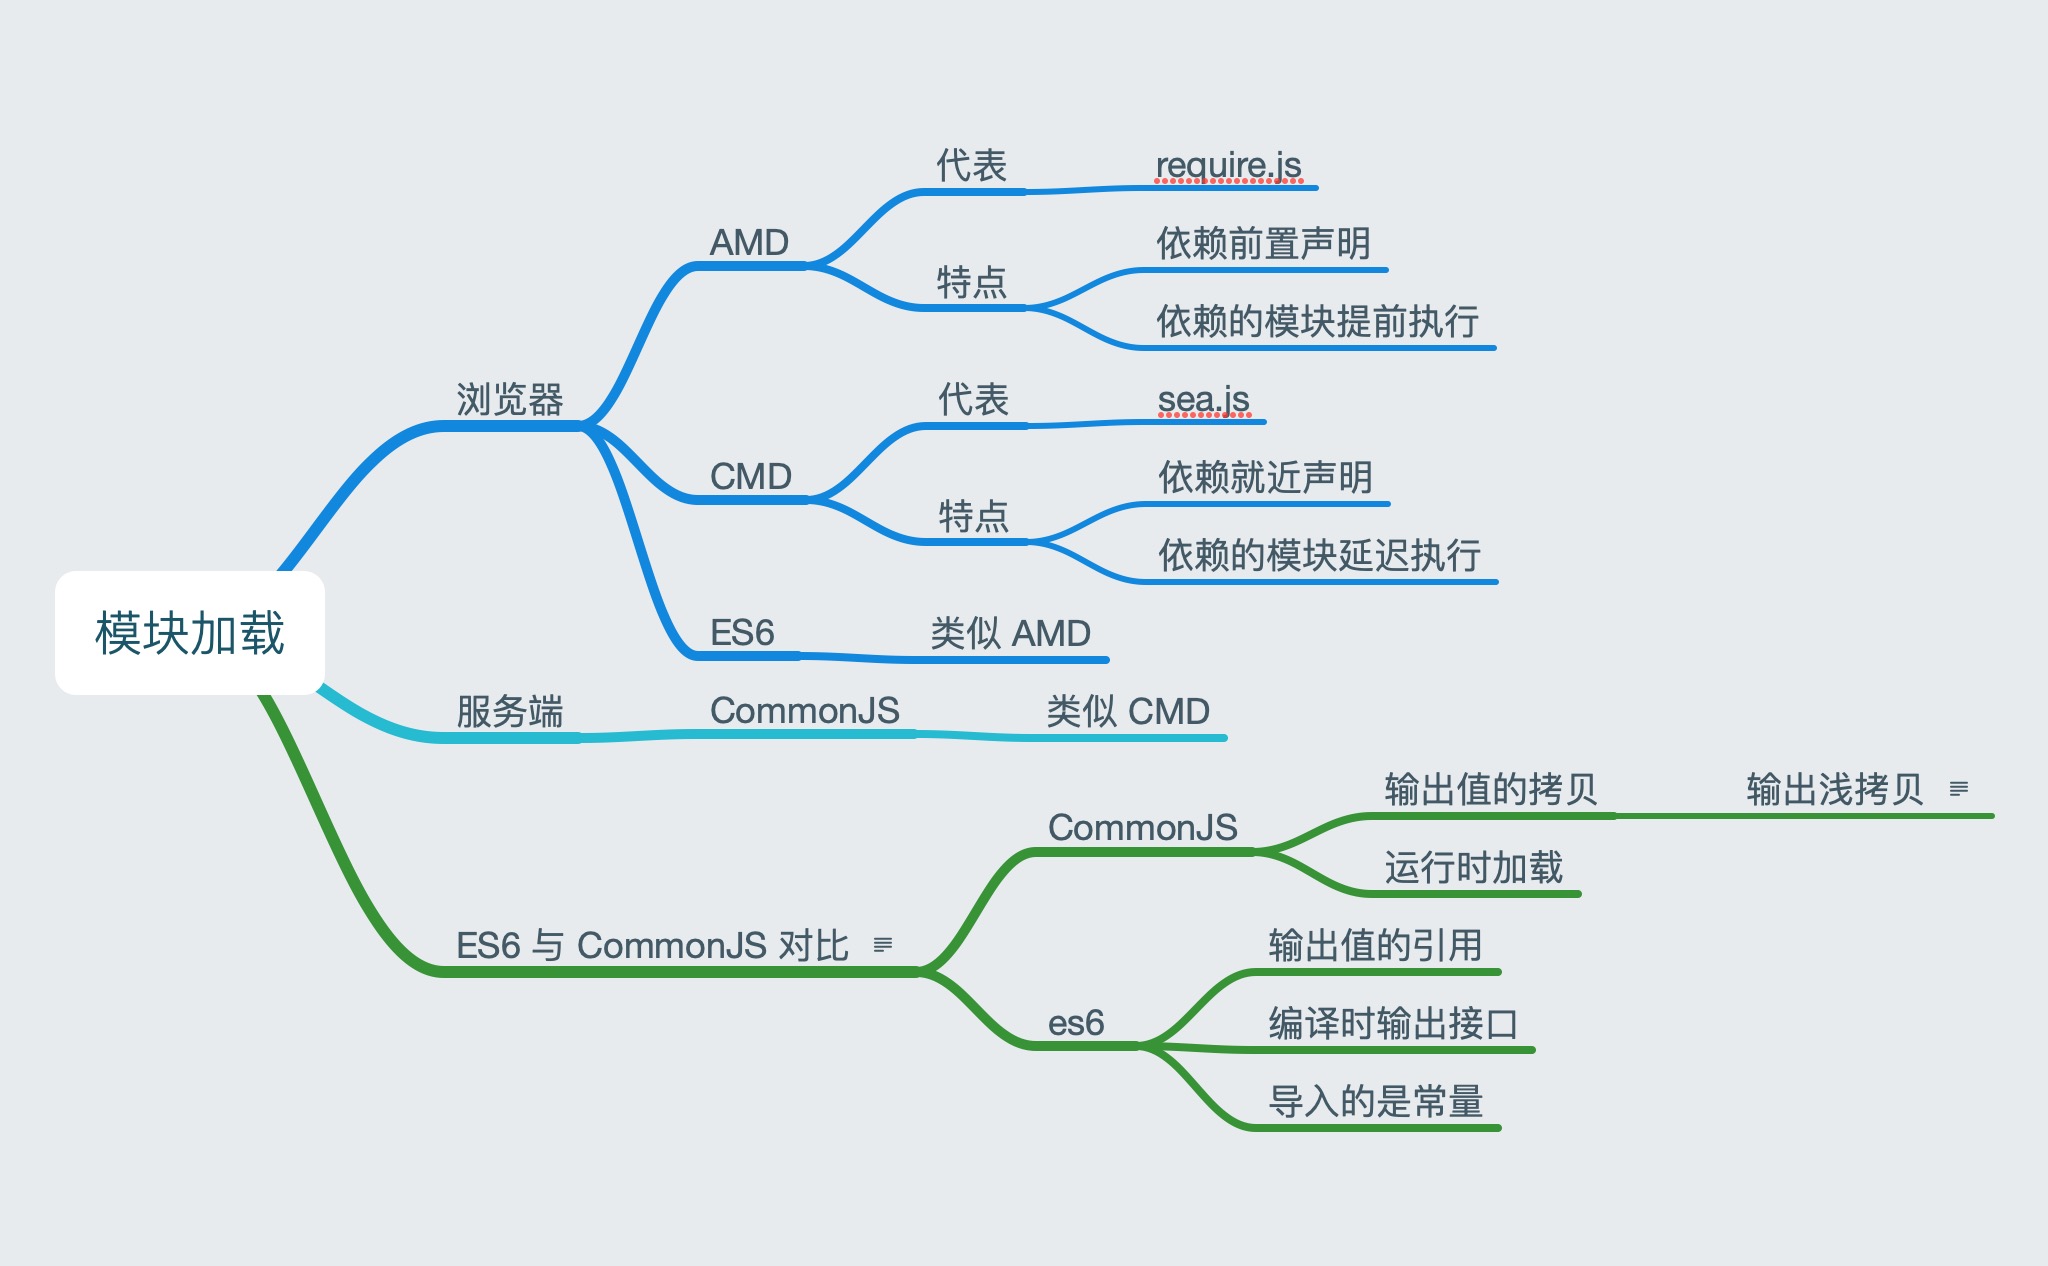 模块加载
浏览器
AMD
代表
require.js
特点
依赖前置声明
依赖的模块提前执行
CMD
代表
sea.js
特点
依赖就近声明
依赖的模块延迟执行
ES6
类似 AMD
服务端
CommonJS
类似 CMD
ES6 与 CommonJS 对比
CommonJS
输出值的拷贝
输出浅拷贝
运行时加载
es6
输出值的引用
编译时输出接口
导入的是常量